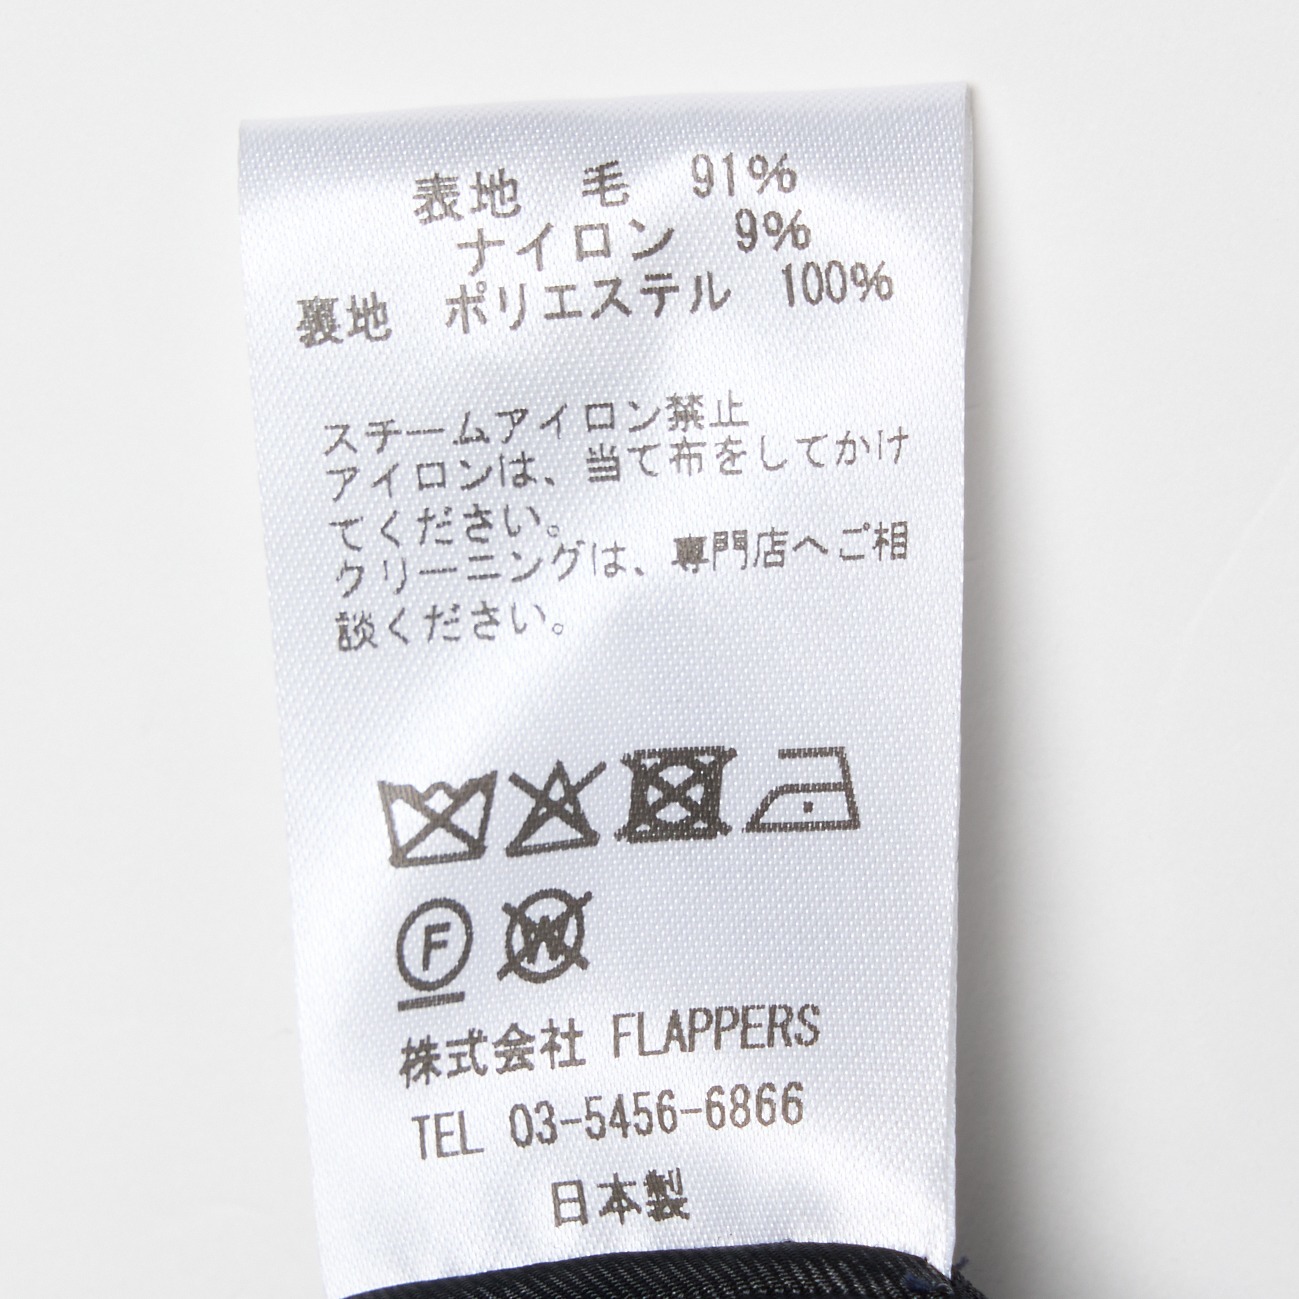 表地 毛 91%
ナイロン 9%
裏地 ポリエステル 100%
スチームアイロン禁止
アイロンは、当て布をしてかけ
てください。
クリーニングは、専門店へご相
談ください。
F W
株式会社 FLAPPERS
TEL 03-5456-6866
日本製